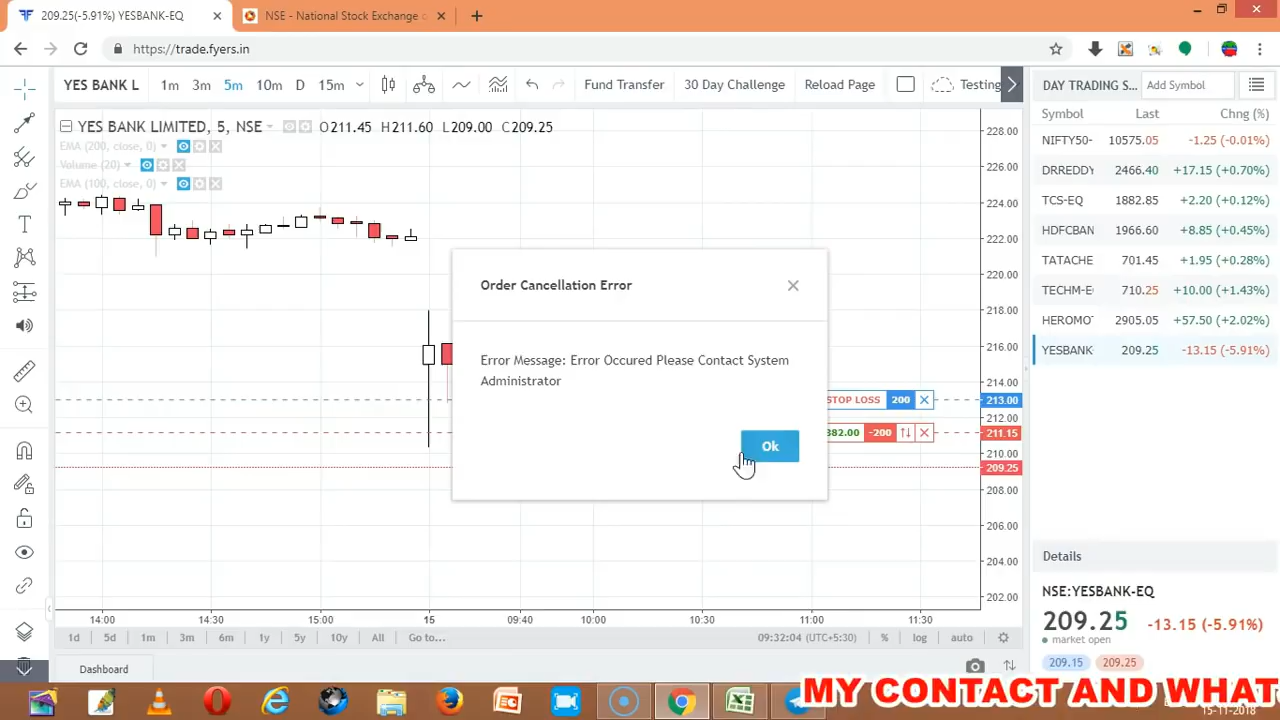 209.25(-5.91%) YESBANK-EQ
NSE - National Stock Exchange o
https://trade.fyers.in
YES BANK L 1m 3m 5m 10m D 15m Fund Transfer 30 Day Challenge Reload Page Testing
DAY TRADING S... Add Symbol
Symbol Last Chng (%)
YES BANK LIMITED, 5, NSE O211.45 H211.60 L209.00 C209.25
EMA (200, close, 0)
Volume (20)
EMA (100, close, 0)
NIFTY50- 10575.05 -1.25 (-0.01%)
DRREDDY 2466.40 +17.15 (+0.70%)
TCS-EQ 1882.85 +2.20 (+0.12%)
HDFCBAN 1966.60 +8.85 (+0.45%)
TATACHE 701.45 +1.95 (+0.28%)
TECHM-E 710.25 +10.00 (+1.43%)
HEROMO 2905.05 +57.50 (+2.02%)
YESBANK 209.25 -13.15 (-5.91%)
228.00
226.00
224.00
222.00
220.00
218.00
216.00
214.00
213.00
212.00
211.15
210.00
209.25
208.00
206.00
204.00
202.00
Order Cancellation Error
Error Message: Error Occured Please Contact System
Administrator
Ok
STOP LOSS 200
382.00 -200
14:00 14:30 15:00 15 09:40 10:00 10:30 11:00 11:30
1d 5d 1m 3m 6m 1y 5y 10y All Go to... 09:32:04 (UTC+5:30) % log auto
Dashboard
Details
NSE:YESBANK-EQ
209.25 -13.15 (-5.91%)
market open
209.15 209.25
MY CONTACT AND WHAT
15-11-2018